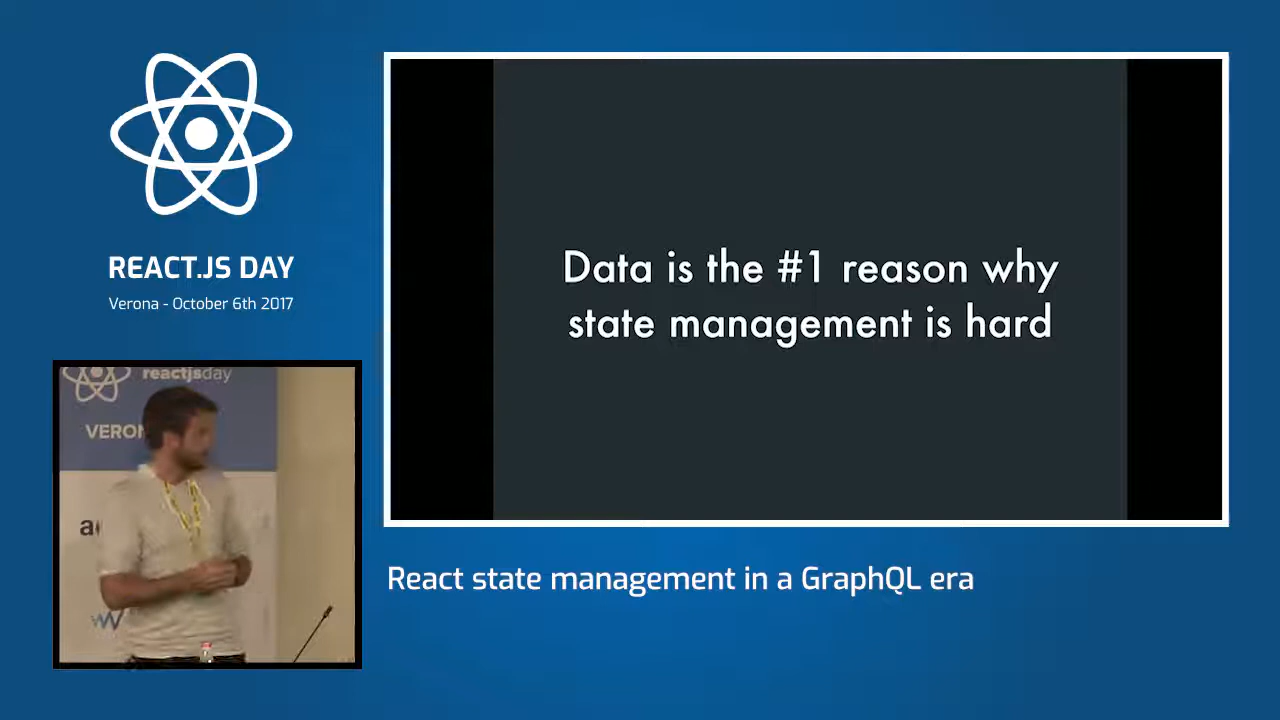 REACT.JS DAY
Verona - October 6th 2017
Data is the #1 reason why
state management is hard
reactjsday
React state management in a GraphQL era